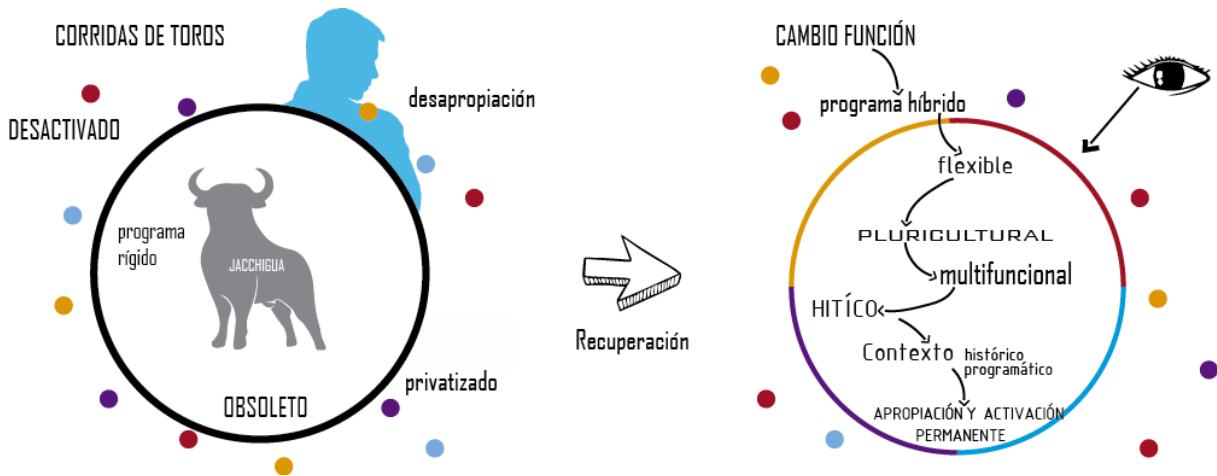 CORRIDAS DE TOROS
desapropiación
DESACTIVADO
programa
rígido
JACCHIGUA
privatizado
OBSOLETO
Recuperación
CAMBIO FUNCIÓN
programa híbrido
flexible
PLURICULTURAL
multifuncional
HITÍCO
Contexto histórico
programático
APROPIACIÓN Y ACTIVACIÓN
PERMANENTE